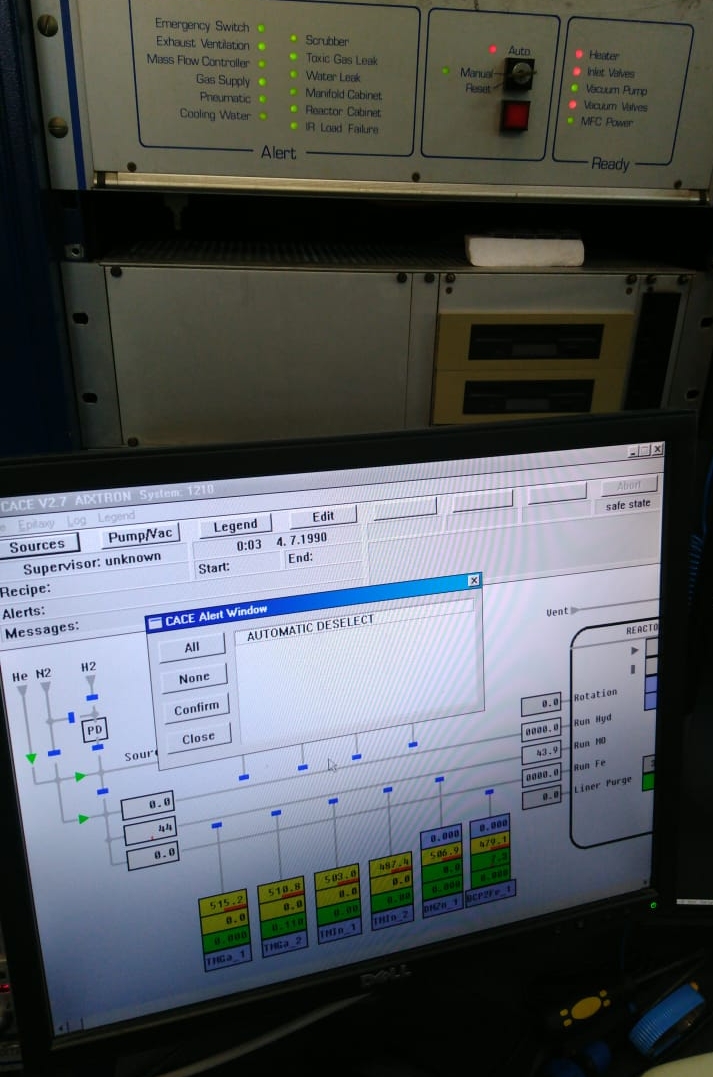 Emergency Switch
Exhaust Ventilation
Mass Flow Controller
Gas Supply
Pneumatic
Cooling Water
Scrubber
Toxic Gas Leak
Water Leak
Manifold Cabinet
Reactor Cabinet
IR Load Failure
Alert
Auto
Manual
Reset
Heater
Inlet Valves
Vacuum Pump
Vacuum Valves
MFC Power
Ready
CACE V2.7 AIXTRON System. 1210
Epitaxy Log Legend
Abort
Sources Pump/Vac Legend Edit
safe state
Supervisor: unknown
0:03 4. 7.1990
Start: End:
Recipe:
Alerts:
Messages:
CACE Alert Window
AUTOMATIC DESELECT
All
None
Confirm
Close
Vent
He N2 H2
PD
0.0
44
0.0
0.0 Rotation
0000.0 Run Hyd
43.9 Run MO
0000.0 Run Fe
0.0 Liner Purge
515.2
0.0
0.000
TMGa_1
510.8
0.0
0.110
TMGa_2
503.0
0.0
0.00
TMIn_1
487.4
0.0
0.00
TMIn_2
0.000
506.9
0.0
0.000
DMZn_1
0.000
479.1
0.000
DELL